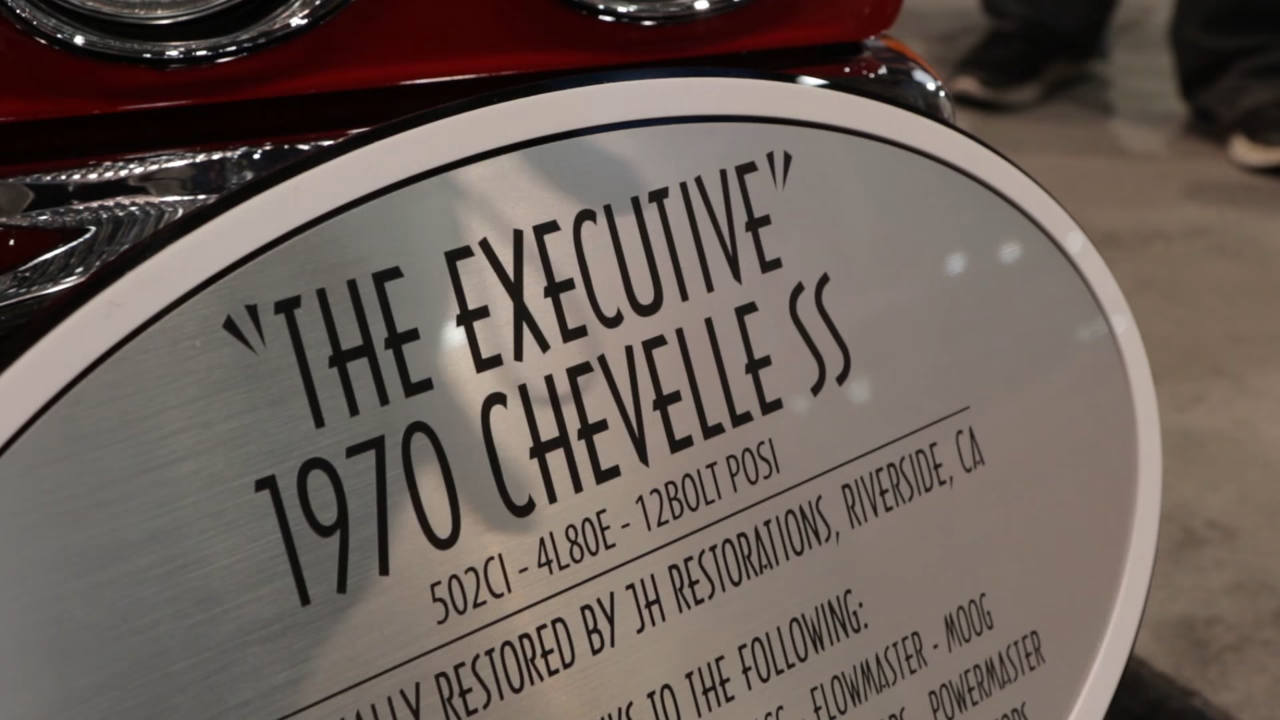 "THE EXECUTIVE"
1970 CHEVELLE SS
502CI - 4L80E - 12BOLT POSI
RESTORED BY JH RESTORATIONS, RIVERSIDE, CA
TO THE FOLLOWING:
FLOWMASTER - MOOG
POWERMASTER